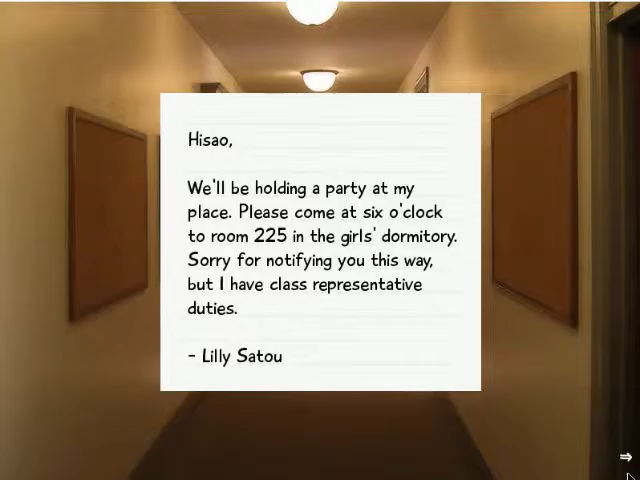 Hisao,
We'll be holding a party at my
place. Please come at six o'clock
to room 225 in the girls' dormitory.
Sorry for notifying you this way,
but I have class representative
duties.
- Lilly Satou